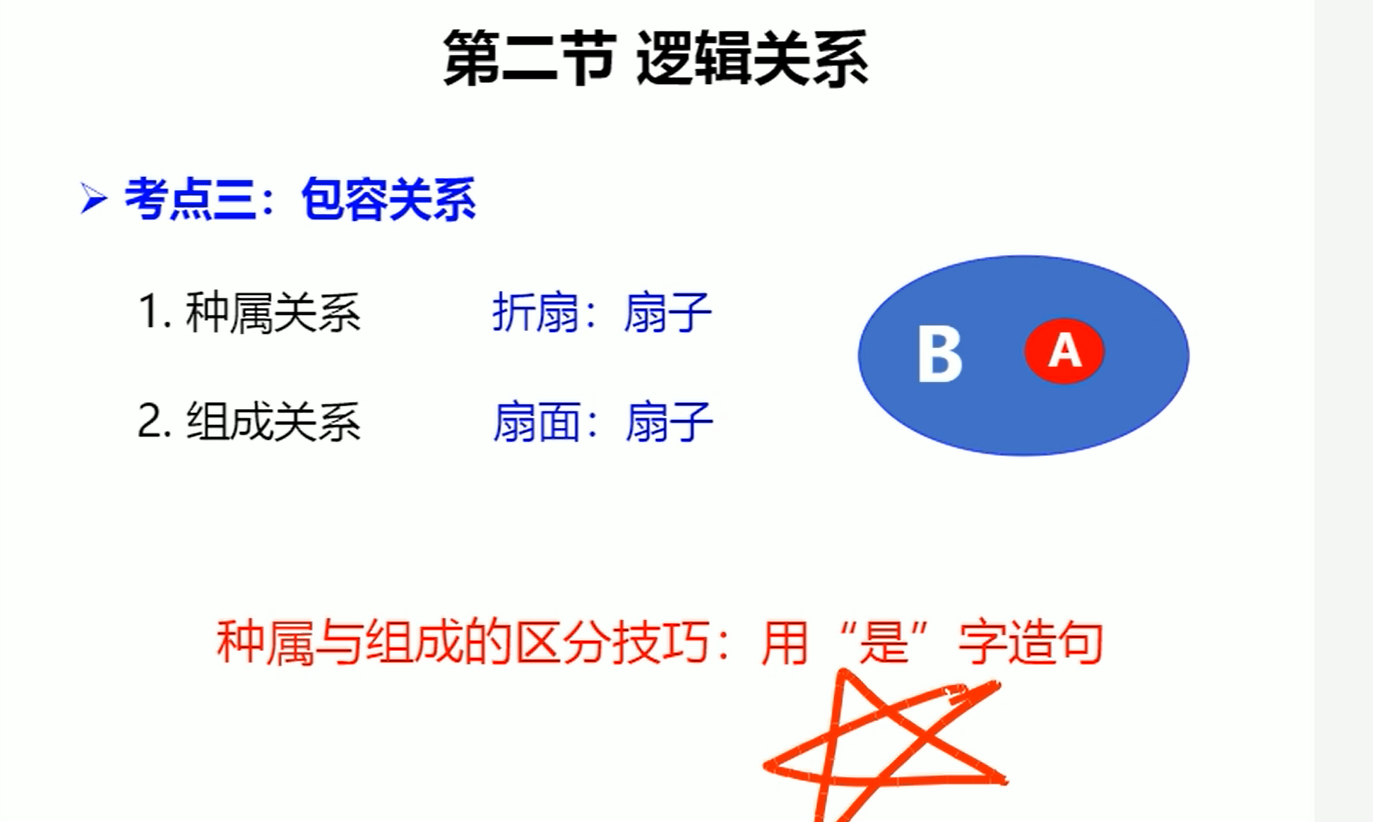 第二节 逻辑关系
考点三：包容关系
1. 种属关系 折扇：扇子
B A
2. 组成关系 扇面：扇子
种属与组成的区分技巧：用“是”字造句